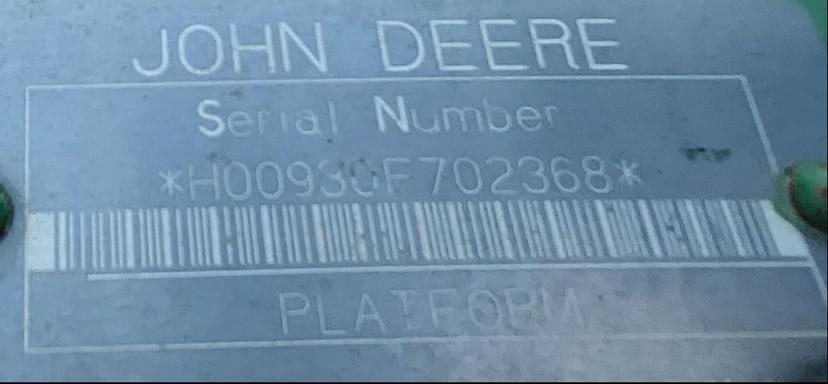 JOHN DEERE
Serial Number
*H00930F702368*
PLATFORM